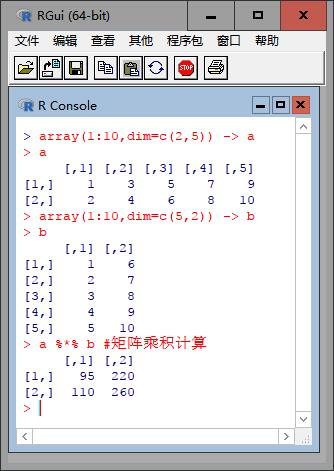 RGui (64-bit)
文件 编辑 查看 其他 程序包 窗口 帮助
STOP
R Console
> array(1:10,dim=c(2,5)) -> a
> a
     [,1] [,2] [,3] [,4] [,5]
[1,]    1    3    5    7    9
[2,]    2    4    6    8   10
> array(1:10,dim=c(5,2)) -> b
> b
     [,1] [,2]
[1,]    1    6
[2,]    2    7
[3,]    3    8
[4,]    4    9
[5,]    5   10
> a %*% b #矩阵乘积计算
     [,1] [,2]
[1,]   95  220
[2,]  110  260
>